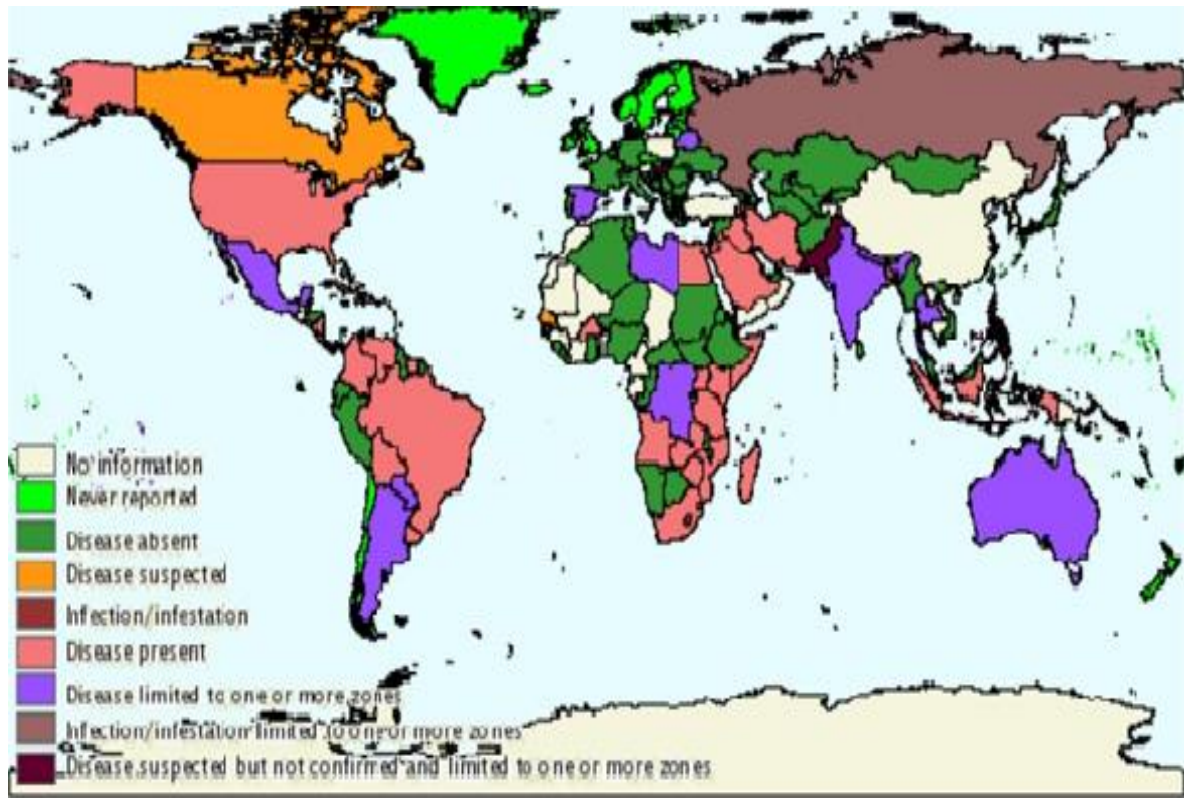 No information
Never reported
Disease absent
Disease suspected
Infection/infestation
Disease present
Disease limited to one or more zones
Infection/infestation limited to one or more zones
Disease suspected but not confirred and limited to one or more zones